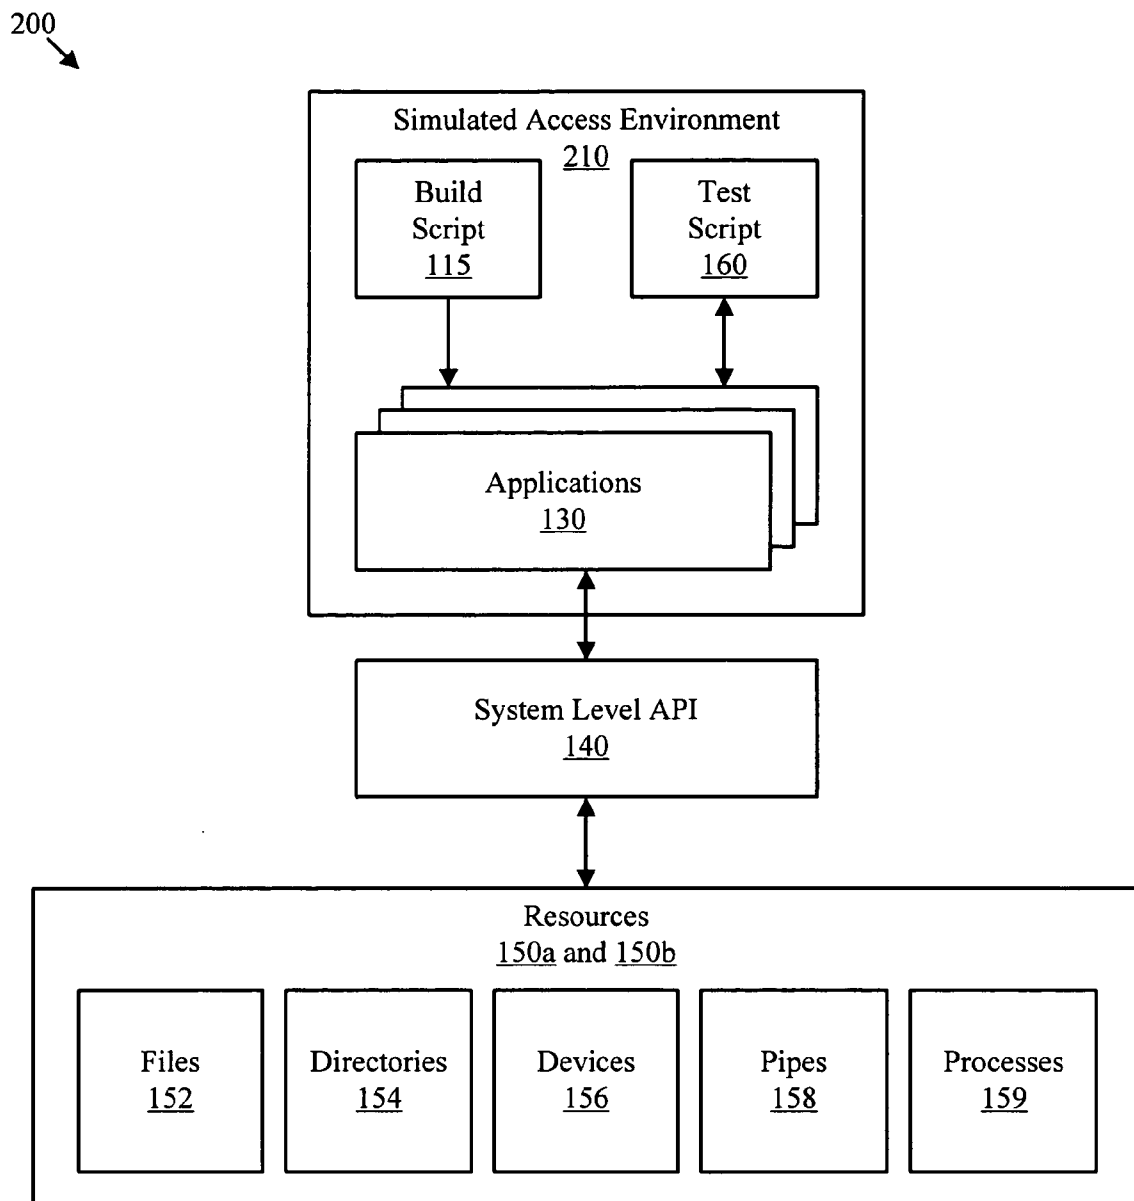 200
Simulated Access Environment
210
Build
Script
115
Test
Script
160
Applications
130
System Level API
140
Resources
150a and 150b
Files
152
Directories
154
Devices
156
Pipes
158
Processes
159